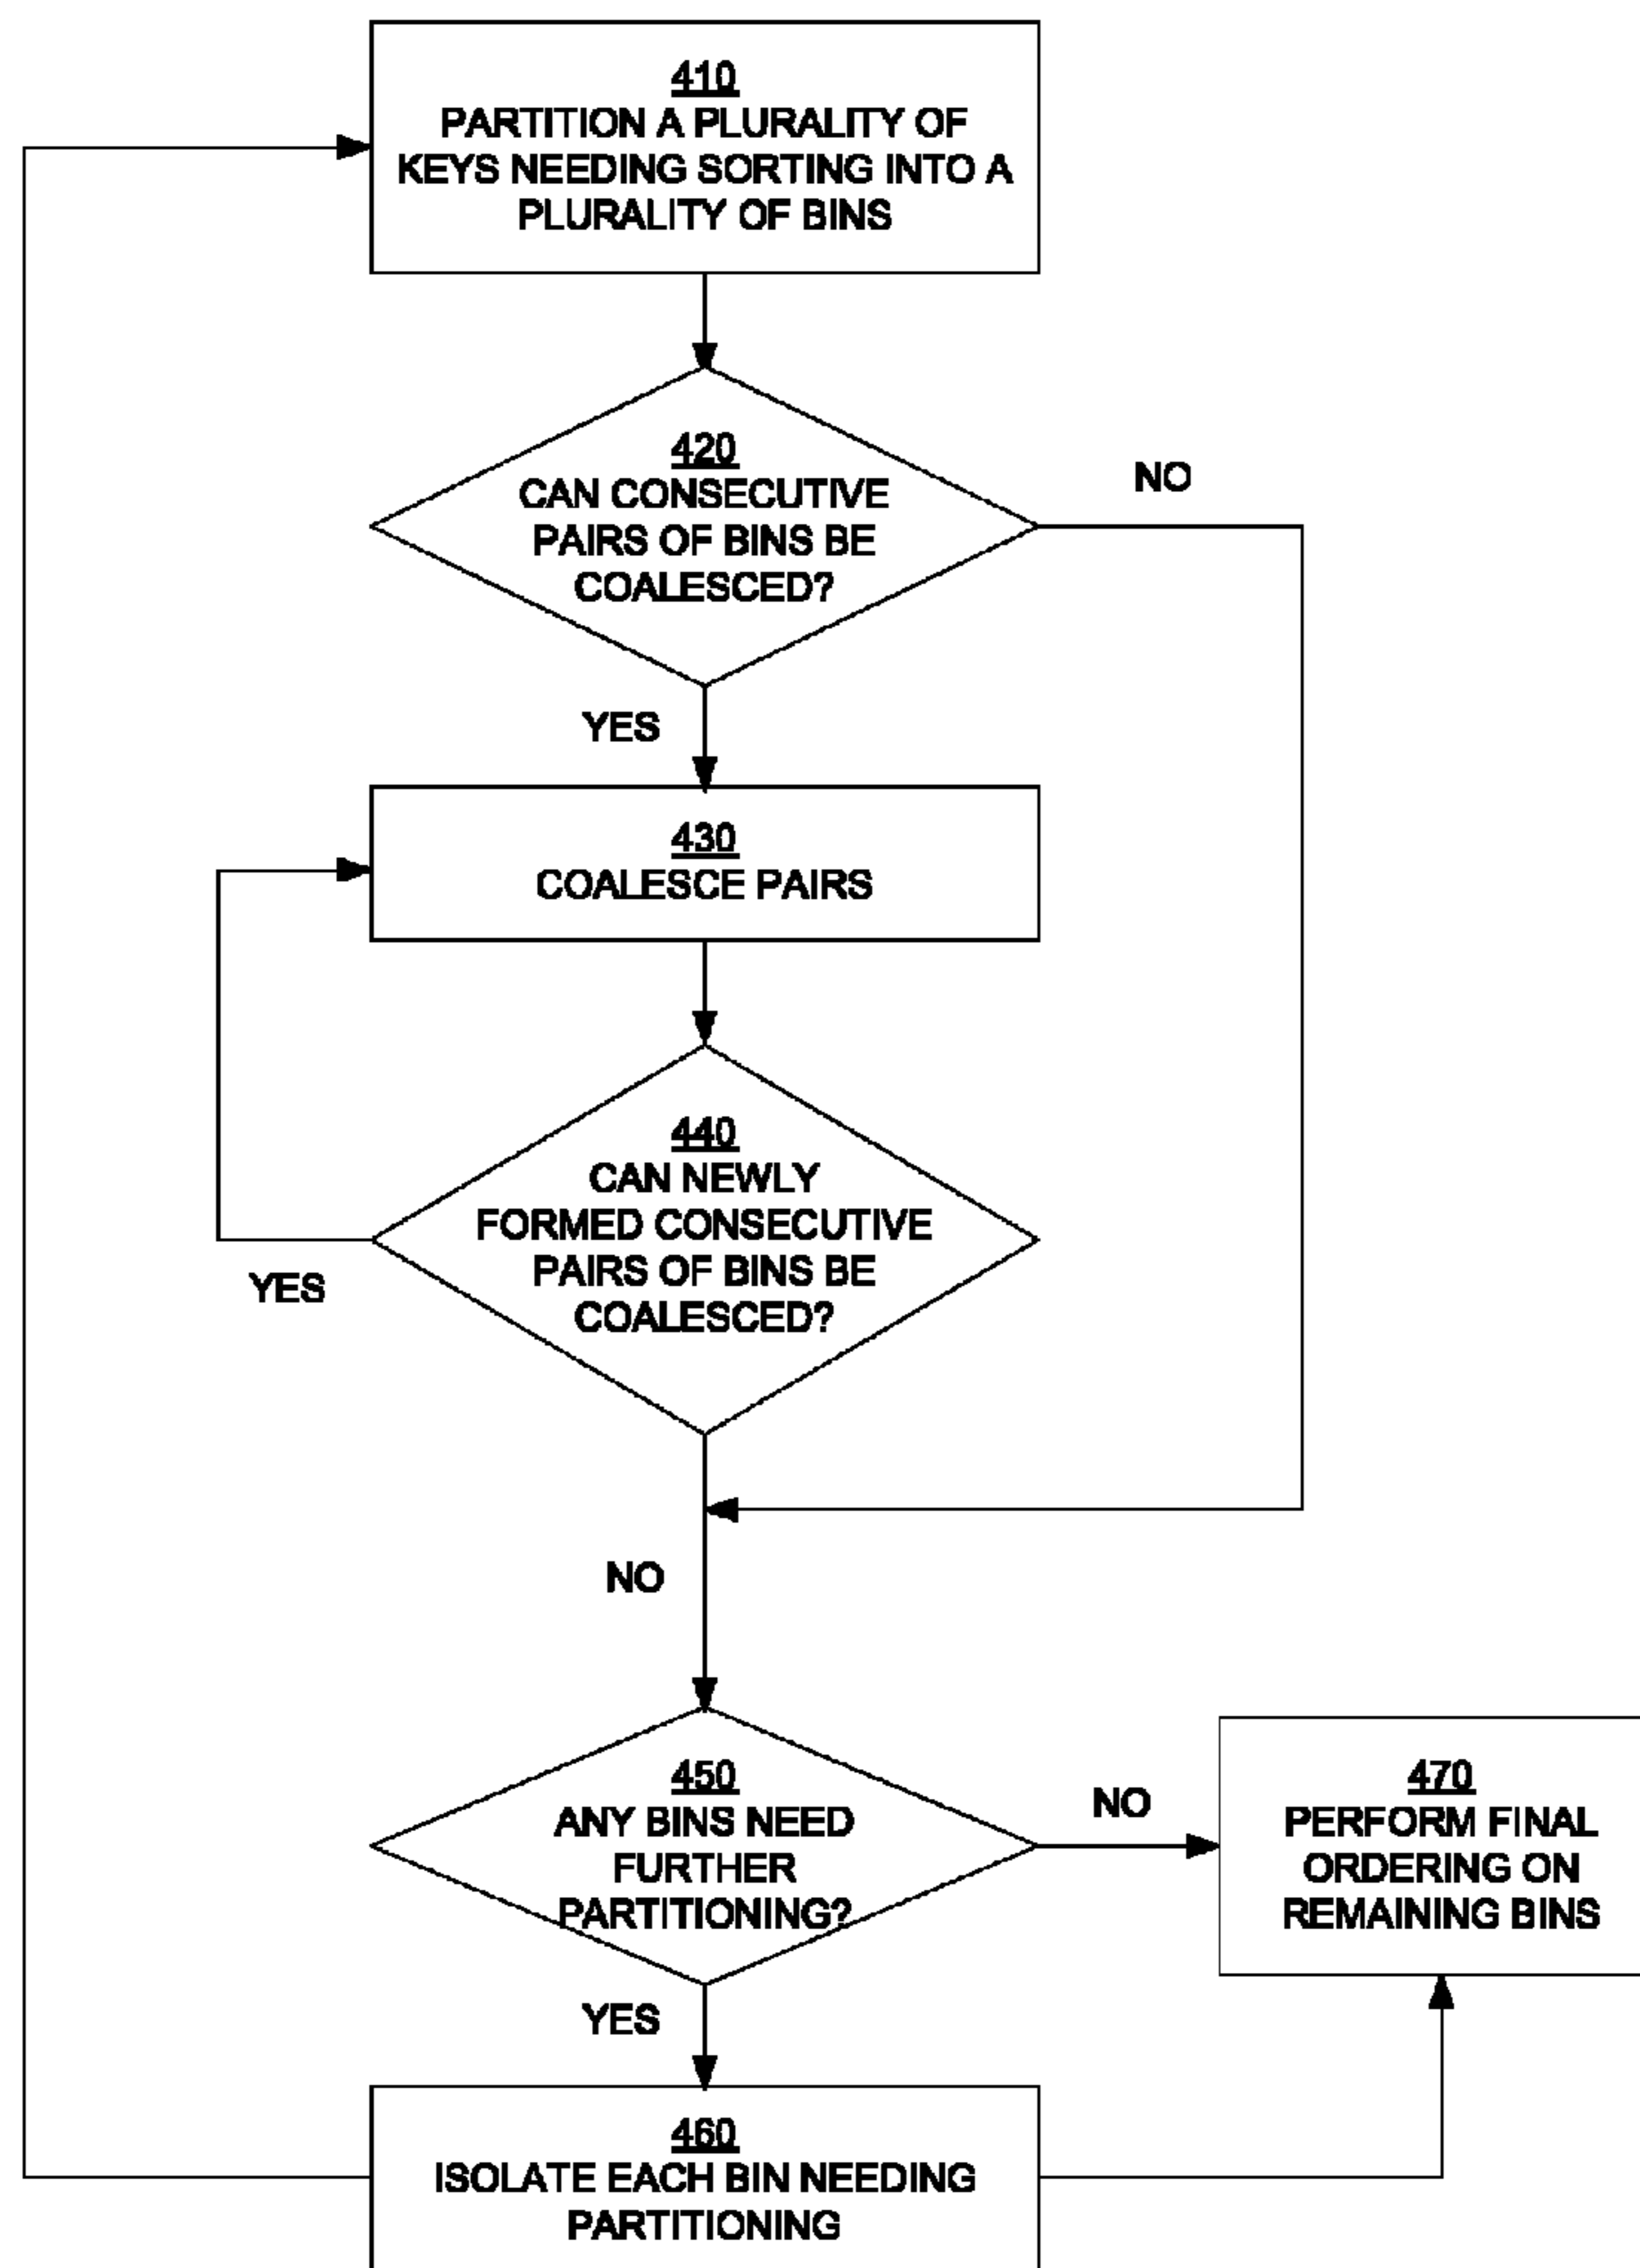 410
PARTITION A PLURALITY OF
KEYS NEEDING SORTING INTO A
PLURALITY OF BINS
420
CAN CONSECUTIVE
PAIRS OF BINS BE
COALESCED?
NO
YES
430
COALESCE PAIRS
440
CAN NEWLY
FORMED CONSECUTIVE
PAIRS OF BINS BE
COALESCED?
YES
NO
450
ANY BINS NEED
FURTHER
PARTITIONING?
NO
470
PERFORM FINAL
ORDERING ON
REMAINING BINS
YES
460
ISOLATE EACH BIN NEEDING
PARTITIONING